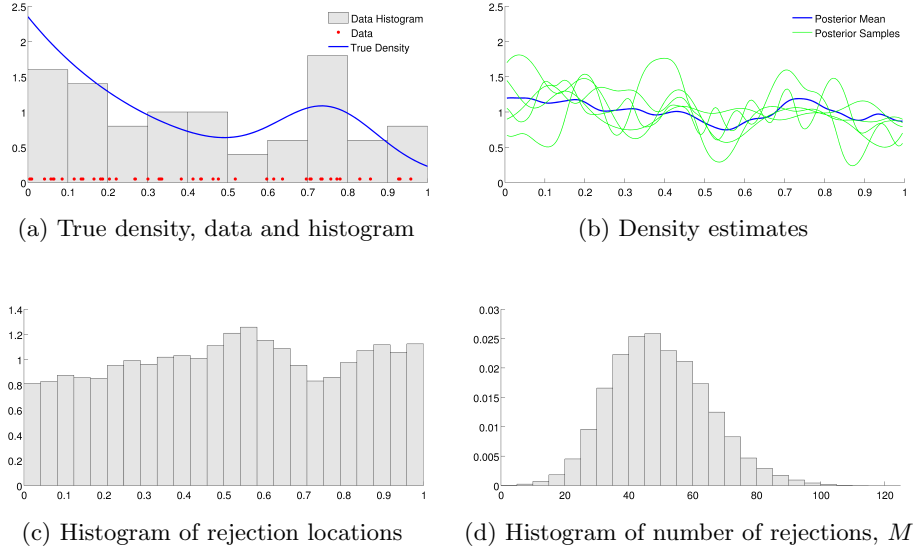 2.5
2
1.5
1
0.5
0
0 0.1 0.2 0.3 0.4 0.5 0.6 0.7 0.8 0.9 1
Data Histogram
Data
True Density
(a) True density, data and histogram
2.5
2
1.5
1
0.5
0
0 0.1 0.2 0.3 0.4 0.5 0.6 0.7 0.8 0.9 1
Posterior Mean
Posterior Samples
(b) Density estimates
1.4
1.2
1
0.8
0.6
0.4
0.2
0
0 0.1 0.2 0.3 0.4 0.5 0.6 0.7 0.8 0.9 1
(c) Histogram of rejection locations
0.03
0.025
0.02
0.015
0.01
0.005
0
20 40 60 80 100 120
(d) Histogram of number of rejections, M